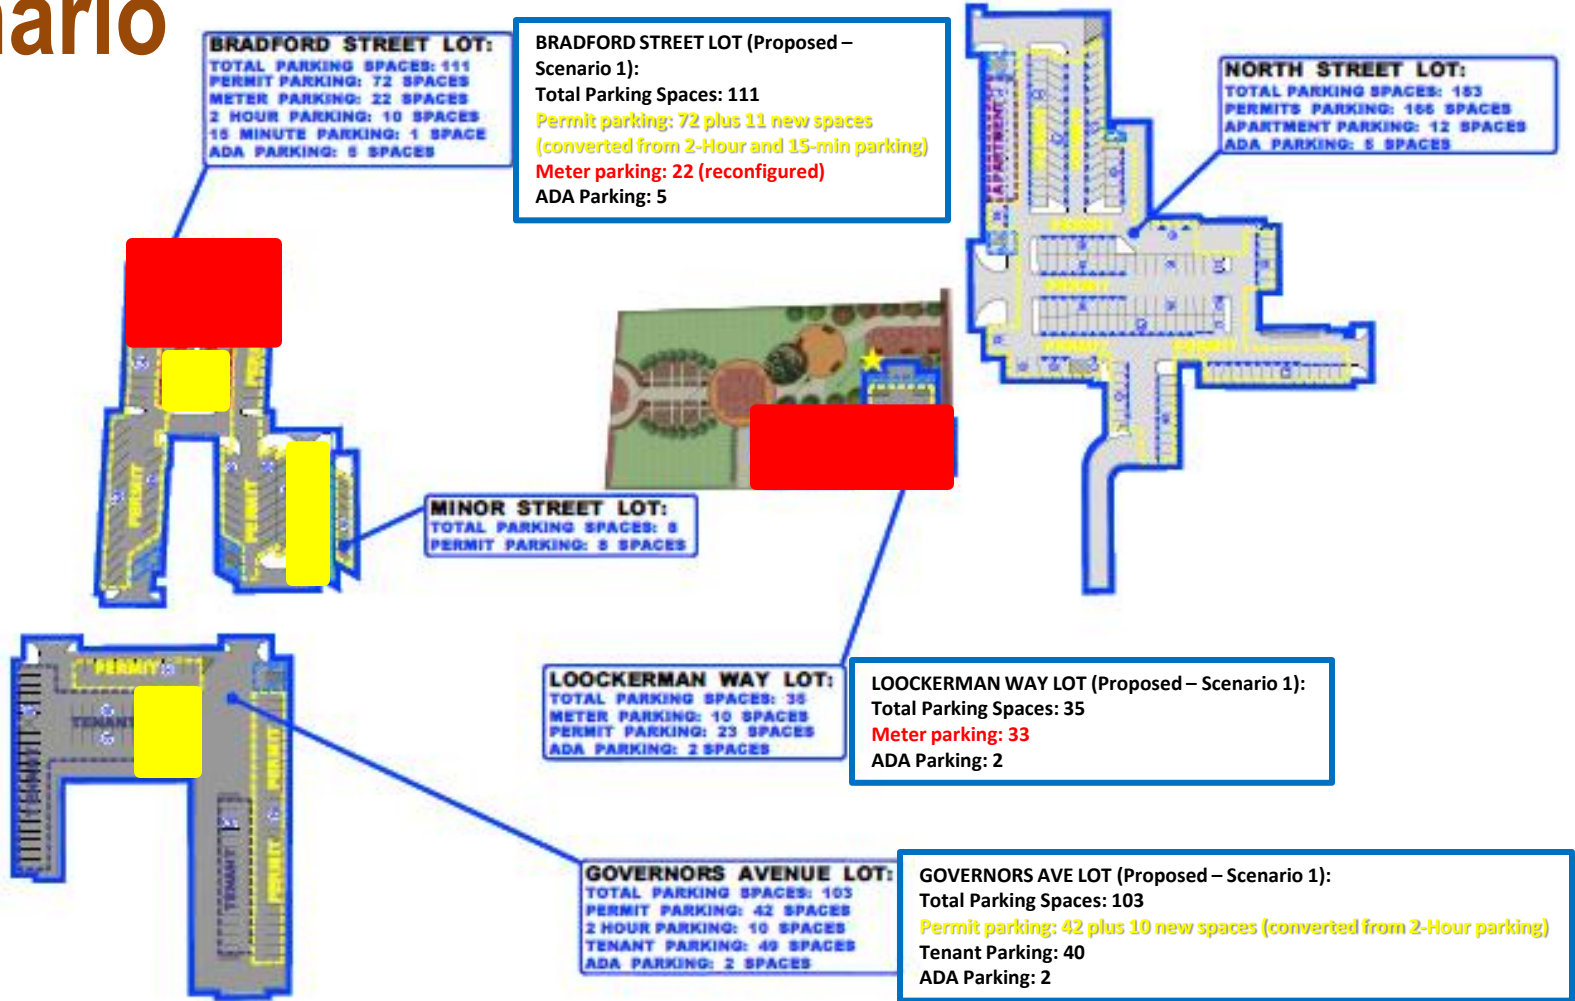 nario
BRADFORD STREET LOT:
TOTAL PARKING SPACES: 111
PERMIT PARKING: 72 SPACES
METER PARKING: 22 SPACES
2 HOUR PARKING: 10 SPACES
15 MINUTE PARKING: 1 SPACE
ADA PARKING: 5 SPACES
BRADFORD STREET LOT (Proposed –
Scenario 1):
Total Parking Spaces: 111
Permit parking: 72 plus 11 new spaces
(converted from 2-Hour and 15-min parking)
Meter parking: 22 (reconfigured)
ADA Parking: 5
NORTH STREET LOT:
TOTAL PARKING SPACES: 183
PERMITS PARKING: 166 SPACES
APARTMENT PARKING: 12 SPACES
ADA PARKING: 5 SPACES
APARTMENT
PERMIT
PERMIT
PERMIT
PERMIT
PERMIT
PERMIT
MINOR STREET LOT:
TOTAL PARKING SPACES: 8
PERMIT PARKING: 8 SPACES
LOOCKERMAN WAY LOT:
TOTAL PARKING SPACES: 35
METER PARKING: 10 SPACES
PERMIT PARKING: 23 SPACES
ADA PARKING: 2 SPACES
LOOCKERMAN WAY LOT (Proposed – Scenario 1):
Total Parking Spaces: 35
Meter parking: 33
ADA Parking: 2
PERMIT
TENANT
PERMIT
TENANT
PERMIT
GOVERNORS AVENUE LOT:
TOTAL PARKING SPACES: 103
PERMIT PARKING: 42 SPACES
2 HOUR PARKING: 10 SPACES
TENANT PARKING: 49 SPACES
ADA PARKING: 2 SPACES
GOVERNORS AVE LOT (Proposed – Scenario 1):
Total Parking Spaces: 103
Permit parking: 42 plus 10 new spaces (converted from 2-Hour parking)
Tenant Parking: 40
ADA Parking: 2